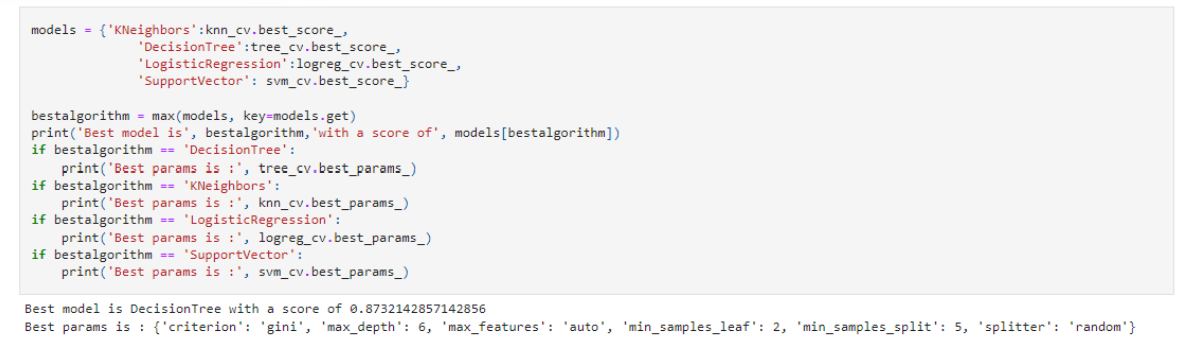 models = {'KNeighbors':knn_cv.best_score_,
              'DecisionTree':tree_cv.best_score_,
              'LogisticRegression':logreg_cv.best_score_,
              'SupportVector': svm_cv.best_score_}

bestalgorithm = max(models, key=models.get)
print('Best model is', bestalgorithm,'with a score of', models[bestalgorithm])
if bestalgorithm == 'DecisionTree':
    print('Best params is :', tree_cv.best_params_)
if bestalgorithm == 'KNeighbors':
    print('Best params is :', knn_cv.best_params_)
if bestalgorithm == 'LogisticRegression':
    print('Best params is :', logreg_cv.best_params_)
if bestalgorithm == 'SupportVector':
    print('Best params is :', svm_cv.best_params_)
Best model is DecisionTree with a score of 0.8732142857142856
Best params is : {'criterion': 'gini', 'max_depth': 6, 'max_features': 'auto', 'min_samples_leaf': 2, 'min_samples_split': 5, 'splitter': 'random'}